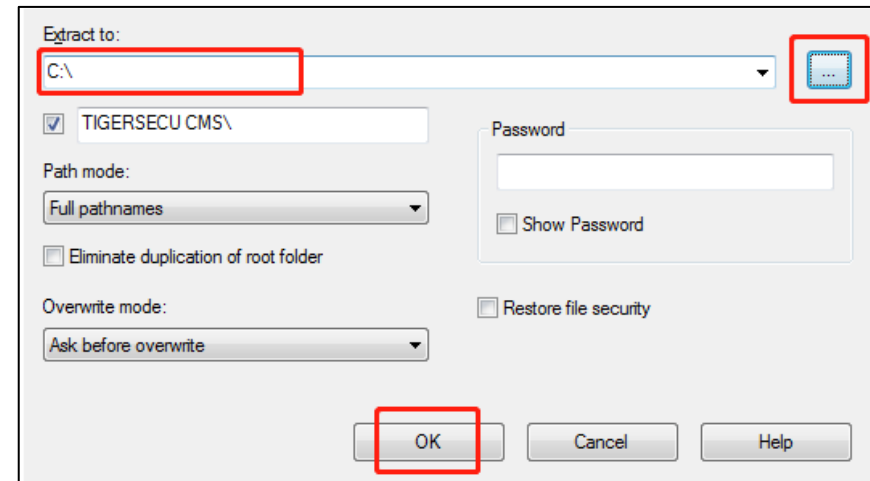 Extract to:
C:\
...
TIGERSECU CMS\
Password
Path mode:
Full pathnames
Show Password
Eliminate duplication of root folder
Overwrite mode:
Restore file security
Ask before overwrite
OK
Cancel
Help